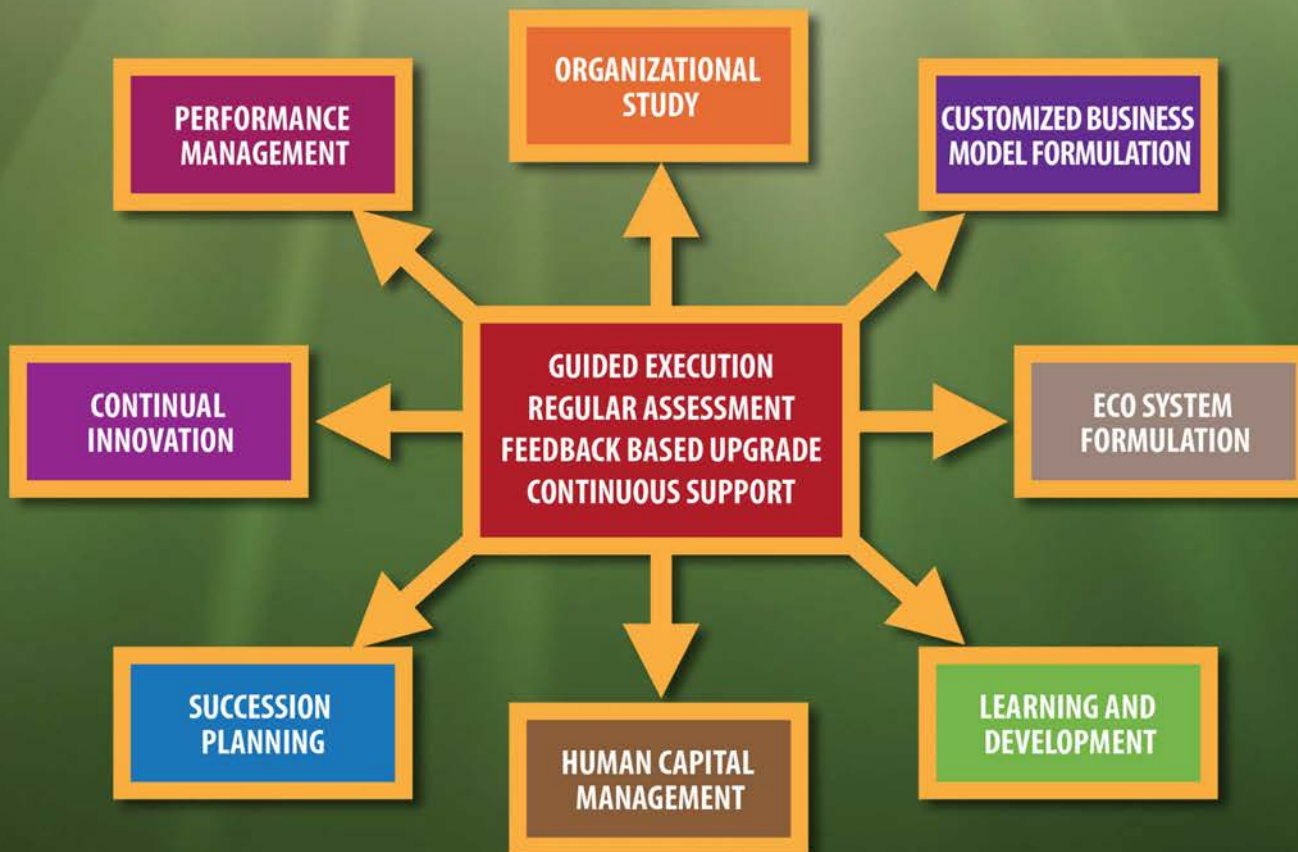 ORGANIZATIONAL
STUDY
PERFORMANCE
MANAGEMENT
CUSTOMIZED BUSINESS
MODEL FORMULATION
CONTINUAL
INNOVATION
GUIDED EXECUTION
REGULAR ASSESSMENT
FEEDBACK BASED UPGRADE
CONTINUOUS SUPPORT
ECO SYSTEM
FORMULATION
SUCCESSION
PLANNING
HUMAN CAPITAL
MANAGEMENT
LEARNING AND
DEVELOPMENT